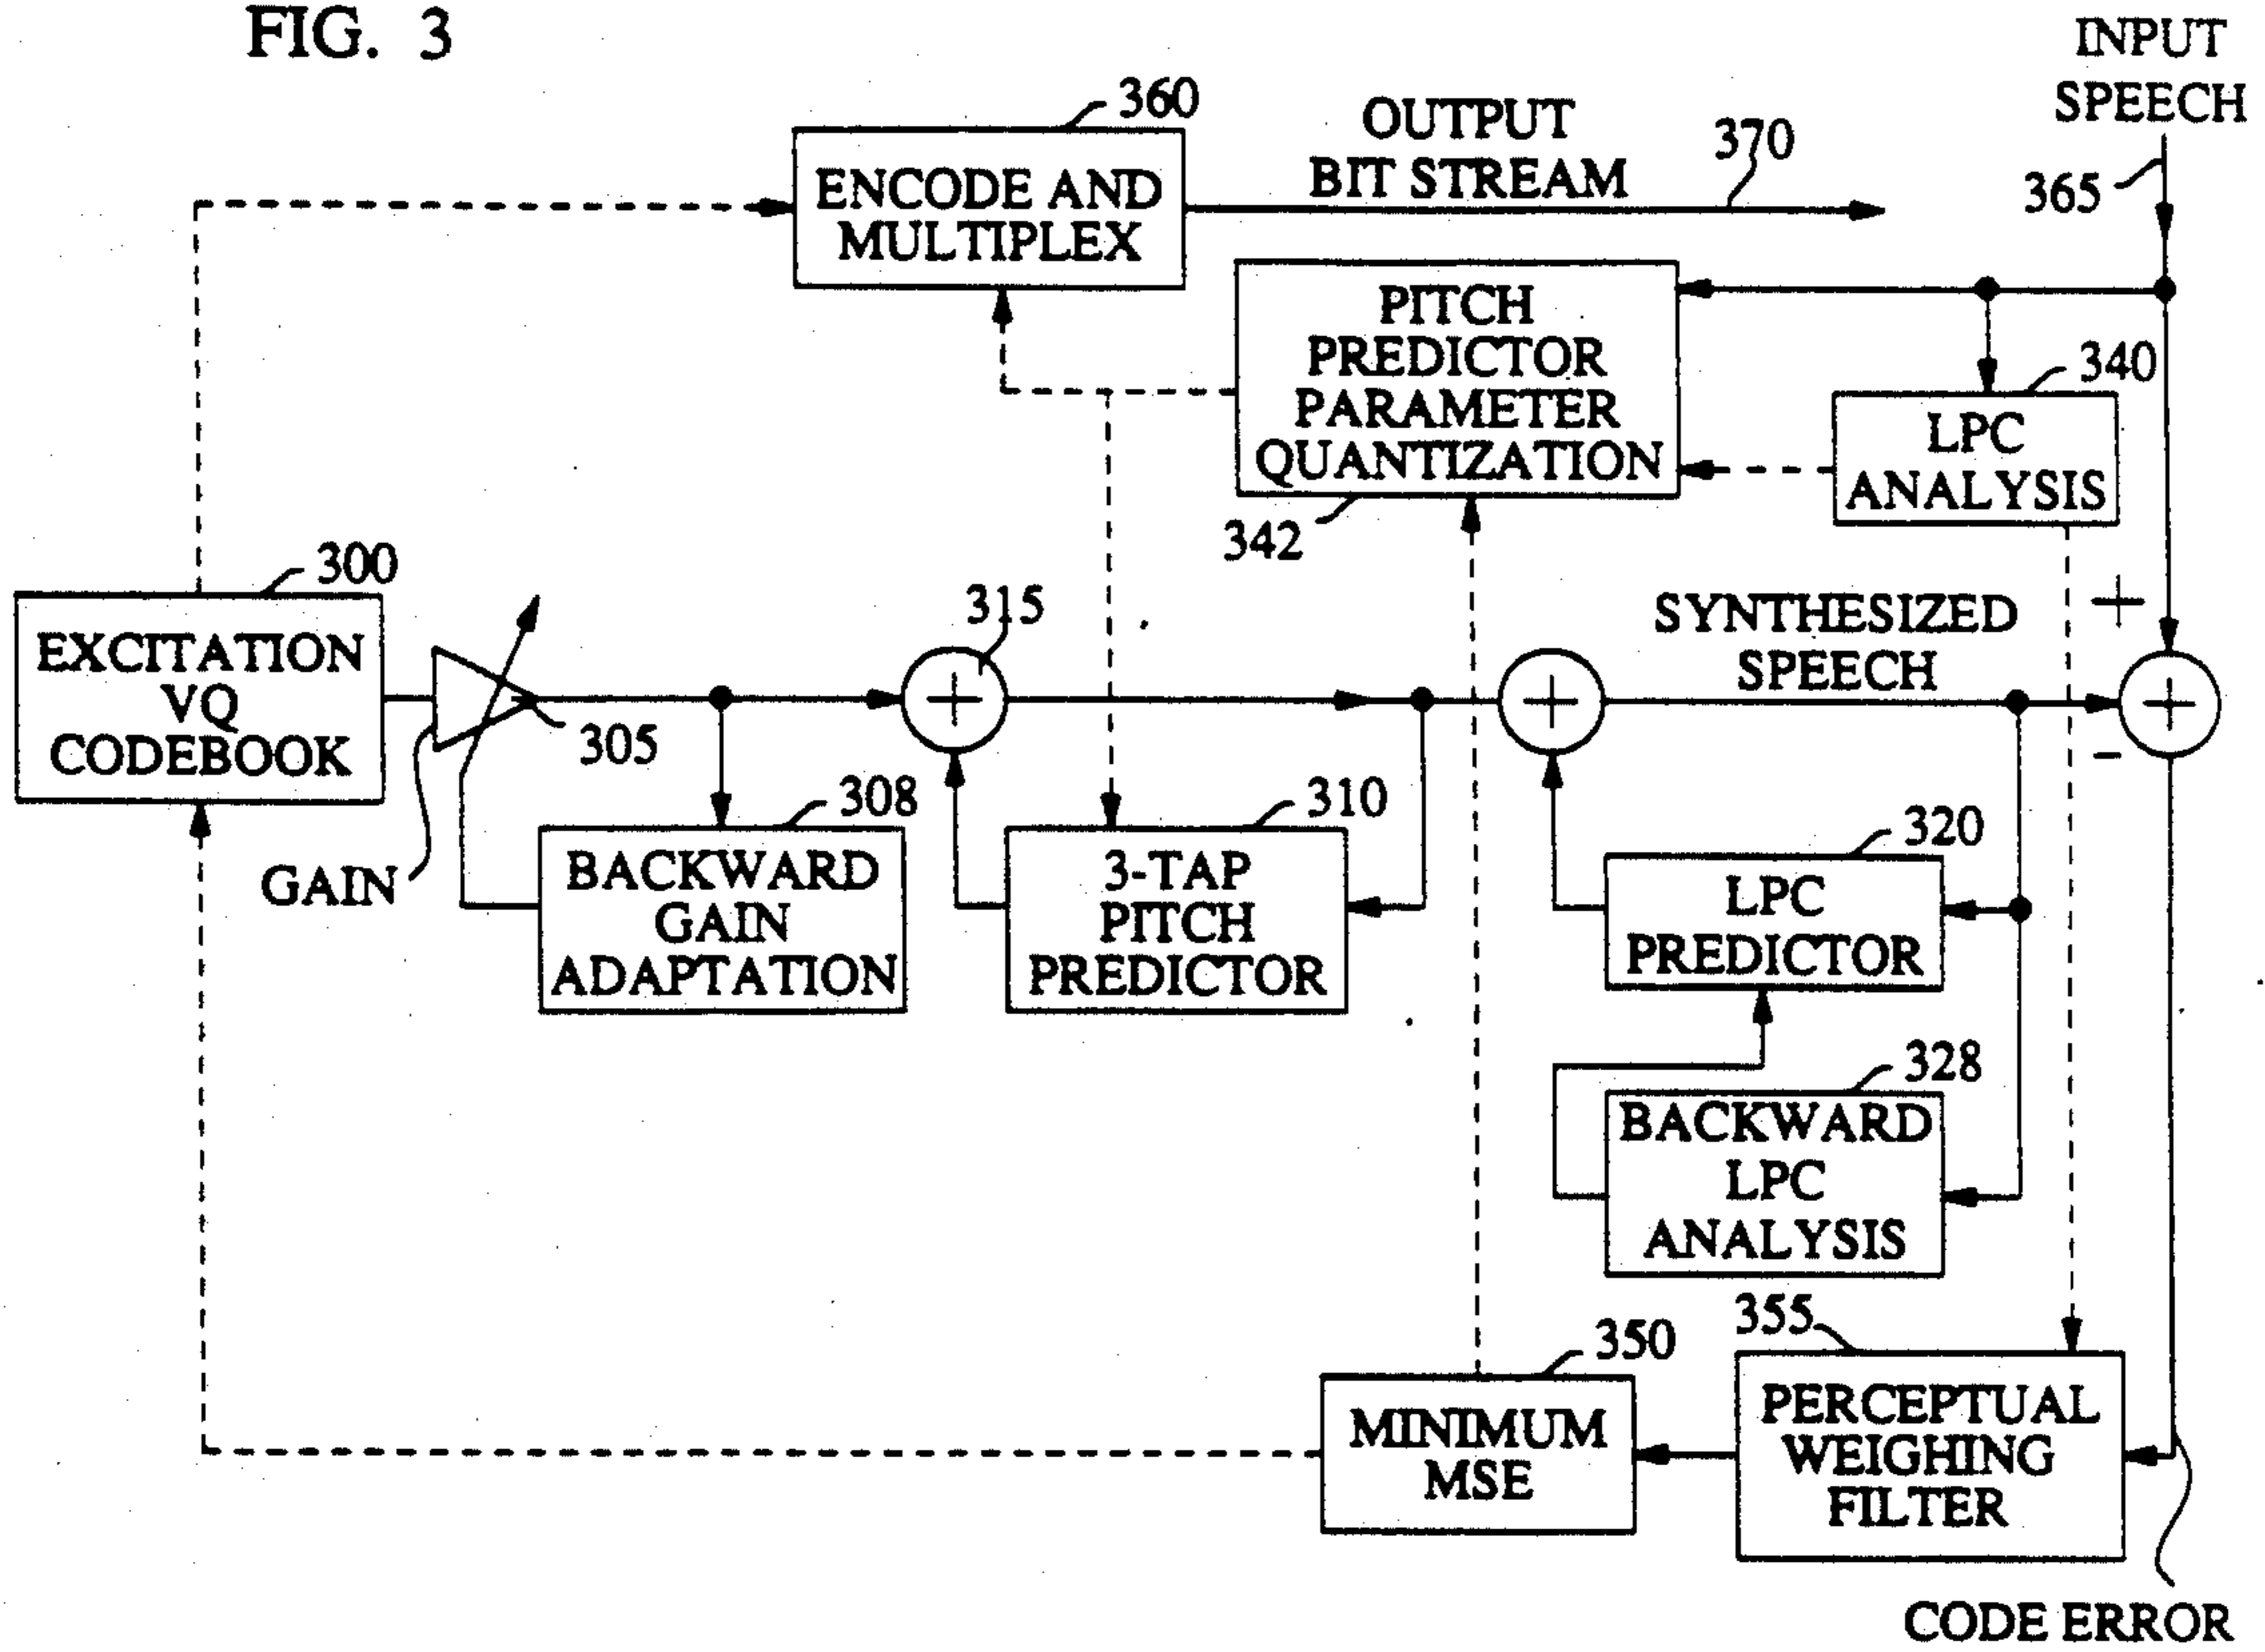 FIG. 3
INPUT
SPEECH
365
360
ENCODE AND
MULTIPLEX
OUTPUT
BIT STREAM
370
PITCH
PREDICTOR
PARAMETER
QUANTIZATION
342
340
LPC
ANALYSIS
300
EXCITATION
VQ
CODEBOOK
GAIN
305
315
+
+
SYNTHESIZED
SPEECH
+
+
-
308
BACKWARD
GAIN
ADAPTATION
310
3-TAP
PITCH
PREDICTOR
320
LPC
PREDICTOR
328
BACKWARD
LPC
ANALYSIS
350
MINIMUM
MSE
355
PERCEPTUAL
WEIGHING
FILTER
CODE ERROR